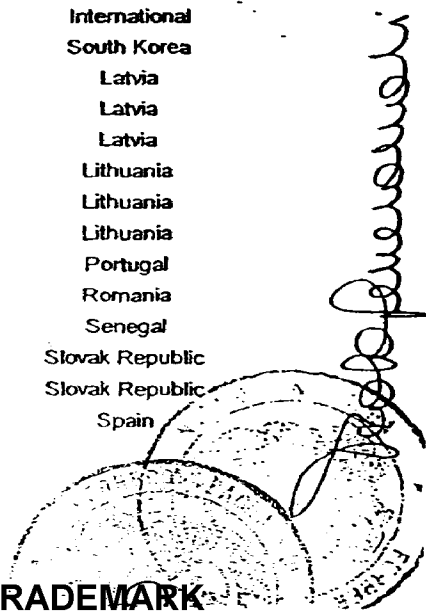 International
South Korea
Latvia
Latvia
Latvia
Lithuania
Lithuania
Lithuania
Portugal
Romania
Senegal
Slovak Republic
Slovak Republic
Spain
RADEMARK